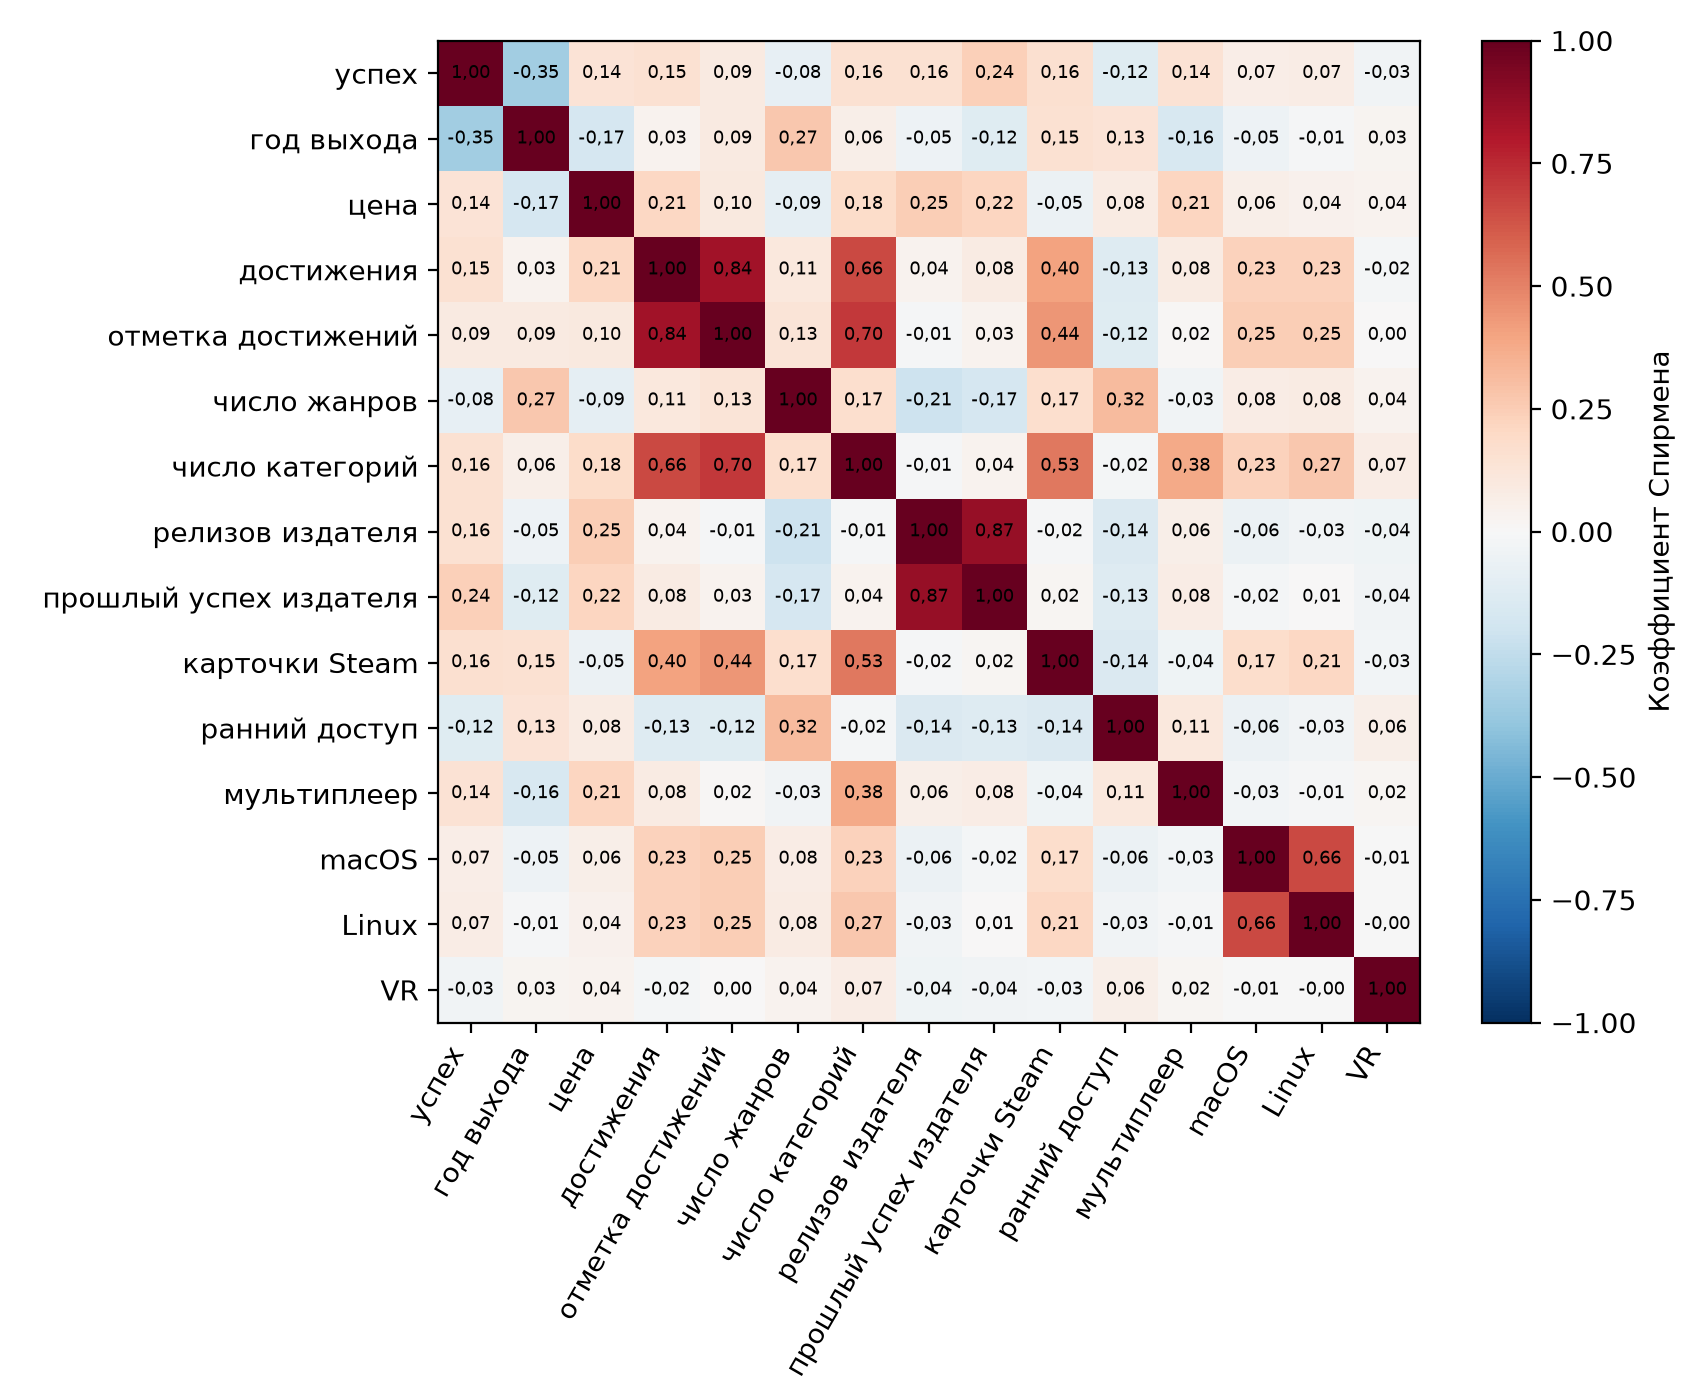 успех 1,00 -0,35 0,14 0,15 0,09 -0,08 0,16 0,16 0,24 0,16 -0,12 0,14 0,07 0,07 -0,03
год выхода -0,35 1,00 -0,17 0,03 0,09 0,27 0,06 -0,05 -0,12 0,15 0,13 -0,16 -0,05 -0,01 0,03
цена 0,14 -0,17 1,00 0,21 0,10 -0,09 0,18 0,25 0,22 -0,05 0,08 0,21 0,06 0,04 0,04
достижения 0,15 0,03 0,21 1,00 0,84 0,11 0,66 0,04 0,08 0,40 -0,13 0,08 0,23 0,23 -0,02
отметка достижений 0,09 0,09 0,10 0,84 1,00 0,13 0,70 -0,01 0,03 0,44 -0,12 0,02 0,25 0,25 0,00
число жанров -0,08 0,27 -0,09 0,11 0,13 1,00 0,17 -0,21 -0,17 0,17 0,32 -0,03 0,08 0,08 0,04
число категорий 0,16 0,06 0,18 0,66 0,70 0,17 1,00 -0,01 0,04 0,53 -0,02 0,38 0,23 0,27 0,07
релизов издателя 0,16 -0,05 0,25 0,04 -0,01 -0,21 -0,01 1,00 0,87 -0,02 -0,14 0,06 -0,06 -0,03 -0,04
прошлый успех издателя 0,24 -0,12 0,22 0,08 0,03 -0,17 0,04 0,87 1,00 0,02 -0,13 0,08 -0,02 0,01 -0,04
карточки Steam 0,16 0,15 -0,05 0,40 0,44 0,17 0,53 -0,02 0,02 1,00 -0,14 -0,04 0,17 0,21 -0,03
ранний доступ -0,12 0,13 0,08 -0,13 -0,12 0,32 -0,02 -0,14 -0,13 -0,14 1,00 0,11 -0,06 -0,03 0,06
мультиплеер 0,14 -0,16 0,21 0,08 0,02 -0,03 0,38 0,06 0,08 -0,04 0,11 1,00 -0,03 -0,01 0,02
macOS 0,07 -0,05 0,06 0,23 0,25 0,08 0,23 -0,06 -0,02 0,17 -0,06 -0,03 1,00 0,66 -0,01
Linux 0,07 -0,01 0,04 0,23 0,25 0,08 0,27 -0,03 0,01 0,21 -0,03 -0,01 0,66 1,00 -0,00
VR -0,03 0,03 0,04 -0,02 0,00 0,04 0,07 -0,04 -0,04 -0,03 0,06 0,02 -0,01 -0,00 1,00
успех
год выхода
цена
достижения
отметка достижений
число жанров
число категорий
релизов издателя
прошлый успех издателя
карточки Steam
ранний доступ
мультиплеер
macOS
Linux
VR
1.00
0.75
0.50
0.25
0.00
−0.25
−0.50
−0.75
−1.00
Коэффициент Спирмена